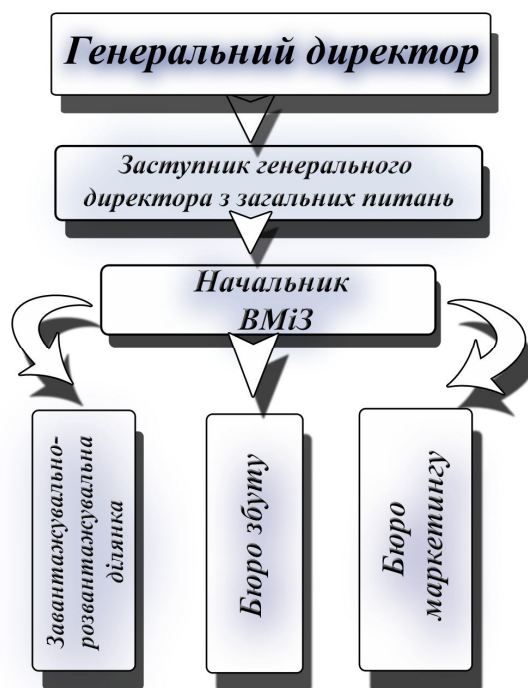 Генеральний директор
Заступник генерального
директора з загальних питань
Начальник
ВМіЗ
Завантажувально-
розвантажувальна
ділянка
Бюро збуту
Бюро
маркетингу